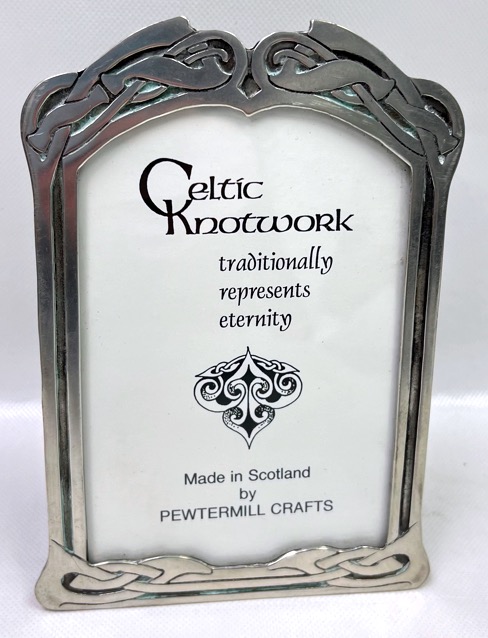 Celtic
Knotwork
traditionally
represents
eternity
Made in Scotland
by
PEWTERMILL CRAFTS